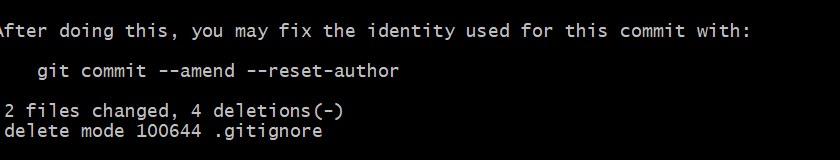 After doing this, you may fix the identity used for this commit with:
git commit --amend --reset-author
2 files changed, 4 deletions(-)
delete mode 100644 .gitignore